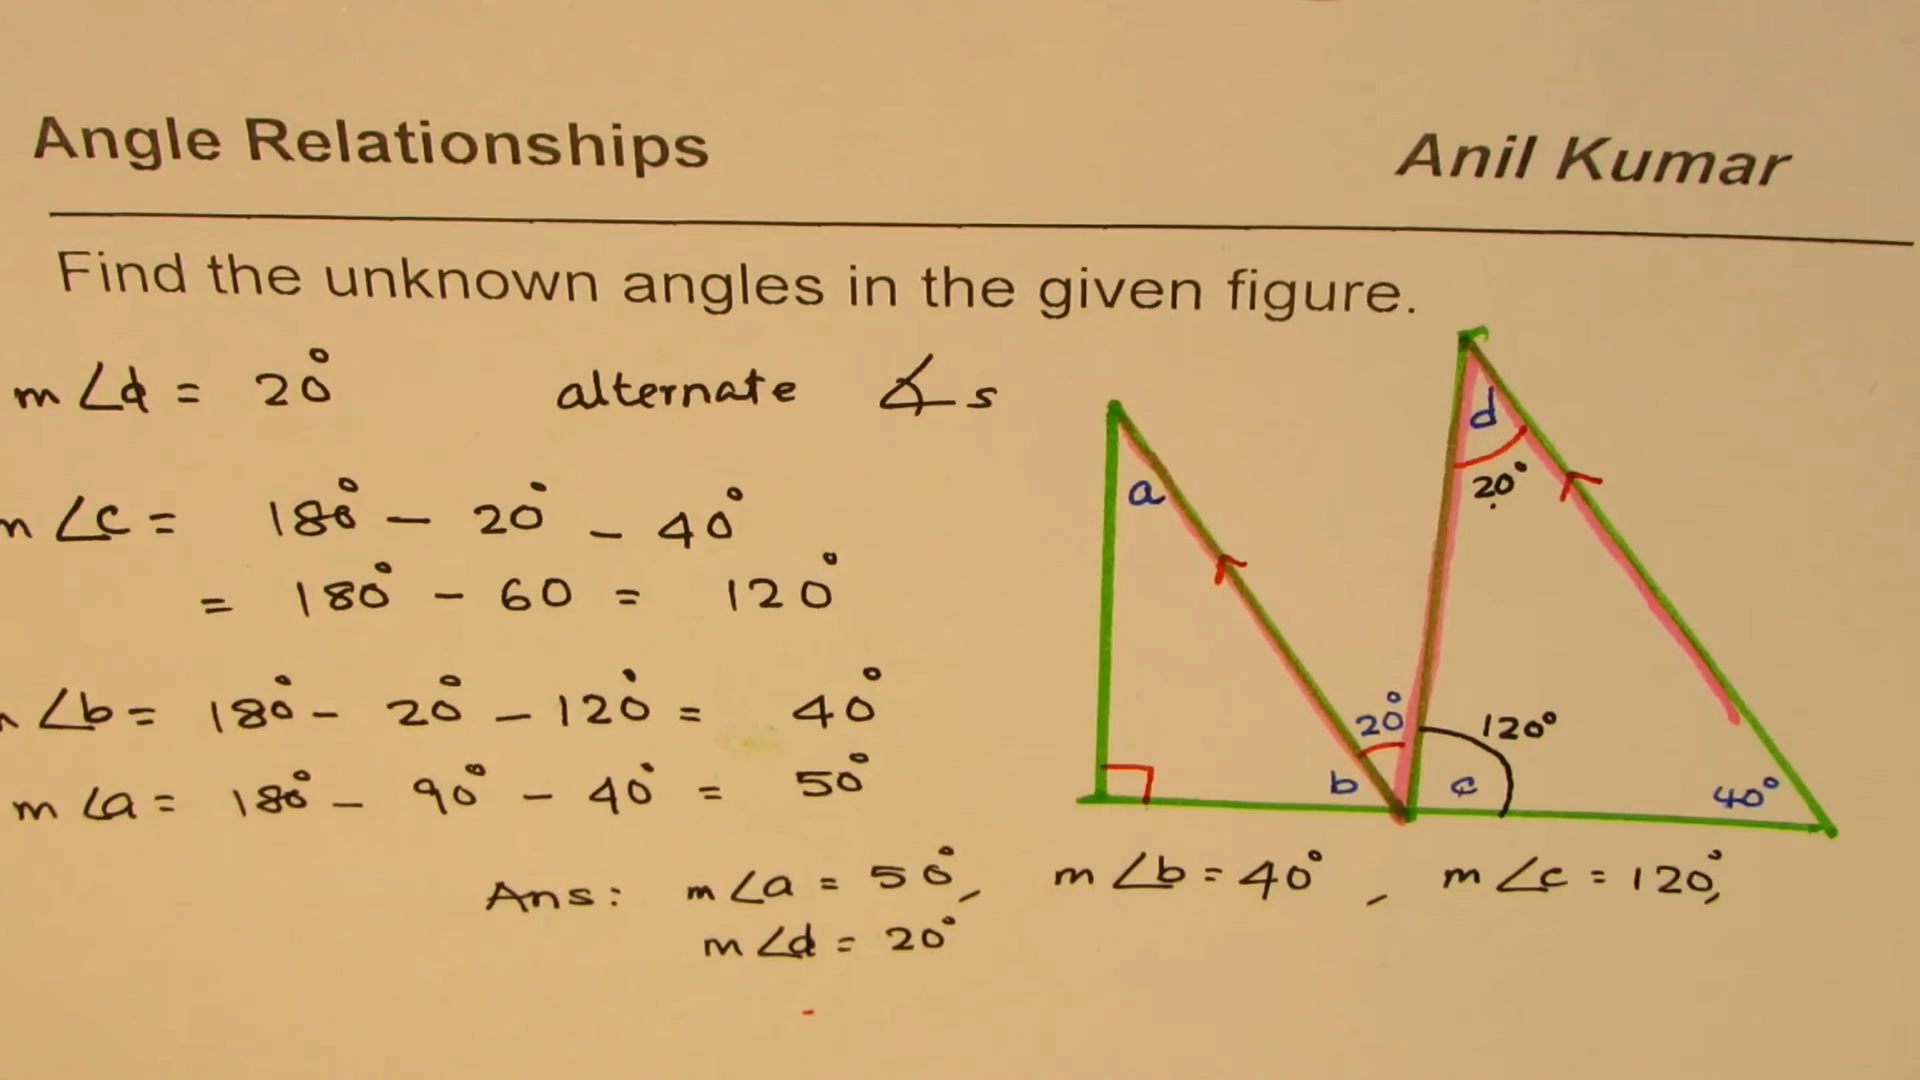 Angle Relationships
Anil Kumar
Find the unknown angles in the given figure.
m∠d = 20° alternate ∡s
m∠c = 180° - 20° - 40°
= 180° - 60 = 120°
∠b = 180° - 20° - 120° = 40°
m∠a = 180° - 90° - 40° = 50°
Ans: m∠a = 50°, m∠b = 40°, m∠c = 120°,
m∠d = 20°
a
d
20°
20°
120°
b
c
40°